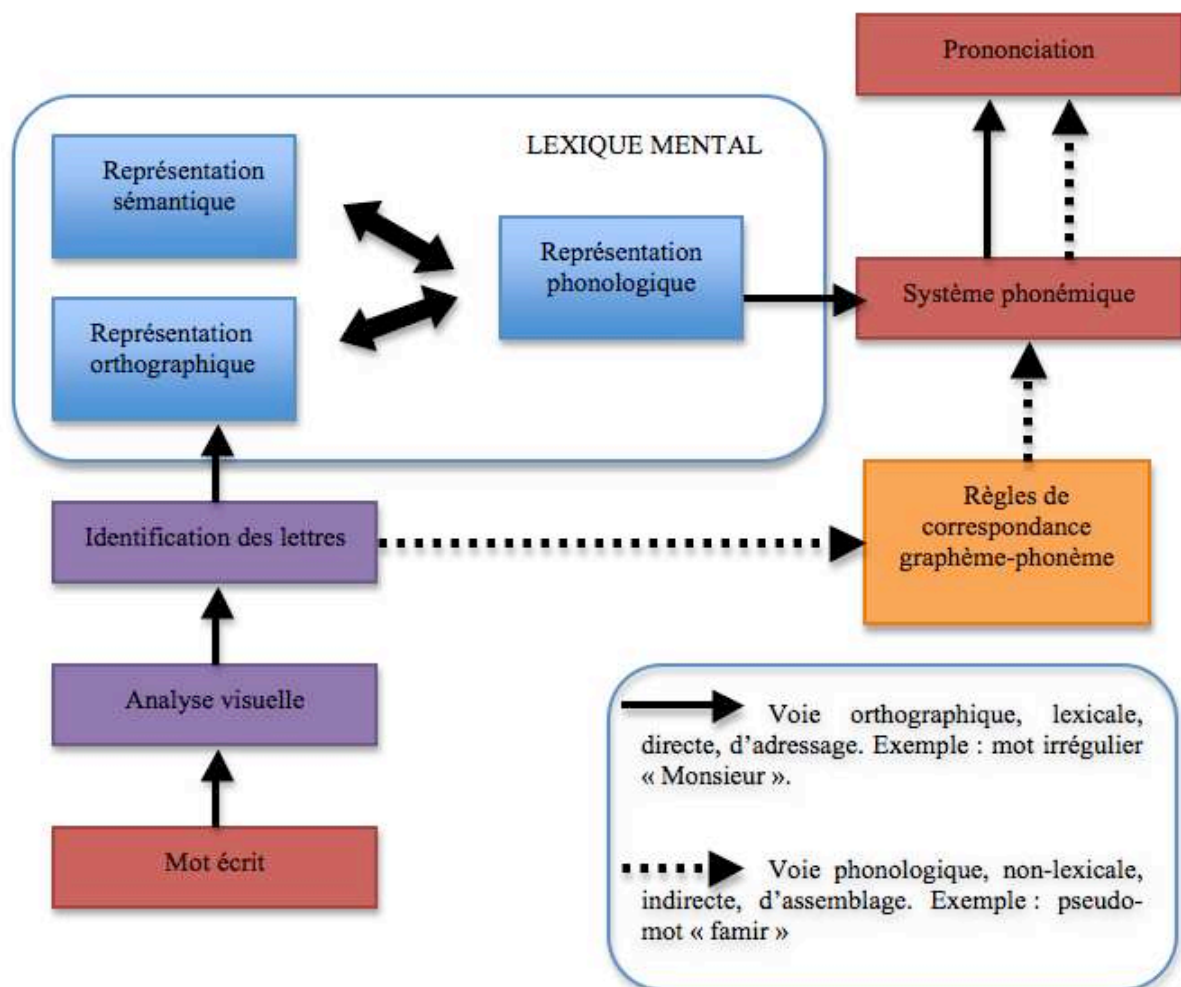 Prononciation
LEXIQUE MENTAL
Représentation
sémantique
Représentation
phonologique
Système phonémique
Représentation
orthographique
Identification des lettres
Règles de
correspondance
graphème-phonème
Analyse visuelle
Mot écrit
Voie orthographique, lexicale,
directe, d’adressage. Exemple : mot irrégulier
« Monsieur ».
Voie phonologique, non-lexicale,
indirecte, d’assemblage. Exemple : pseudo-
mot « famir »